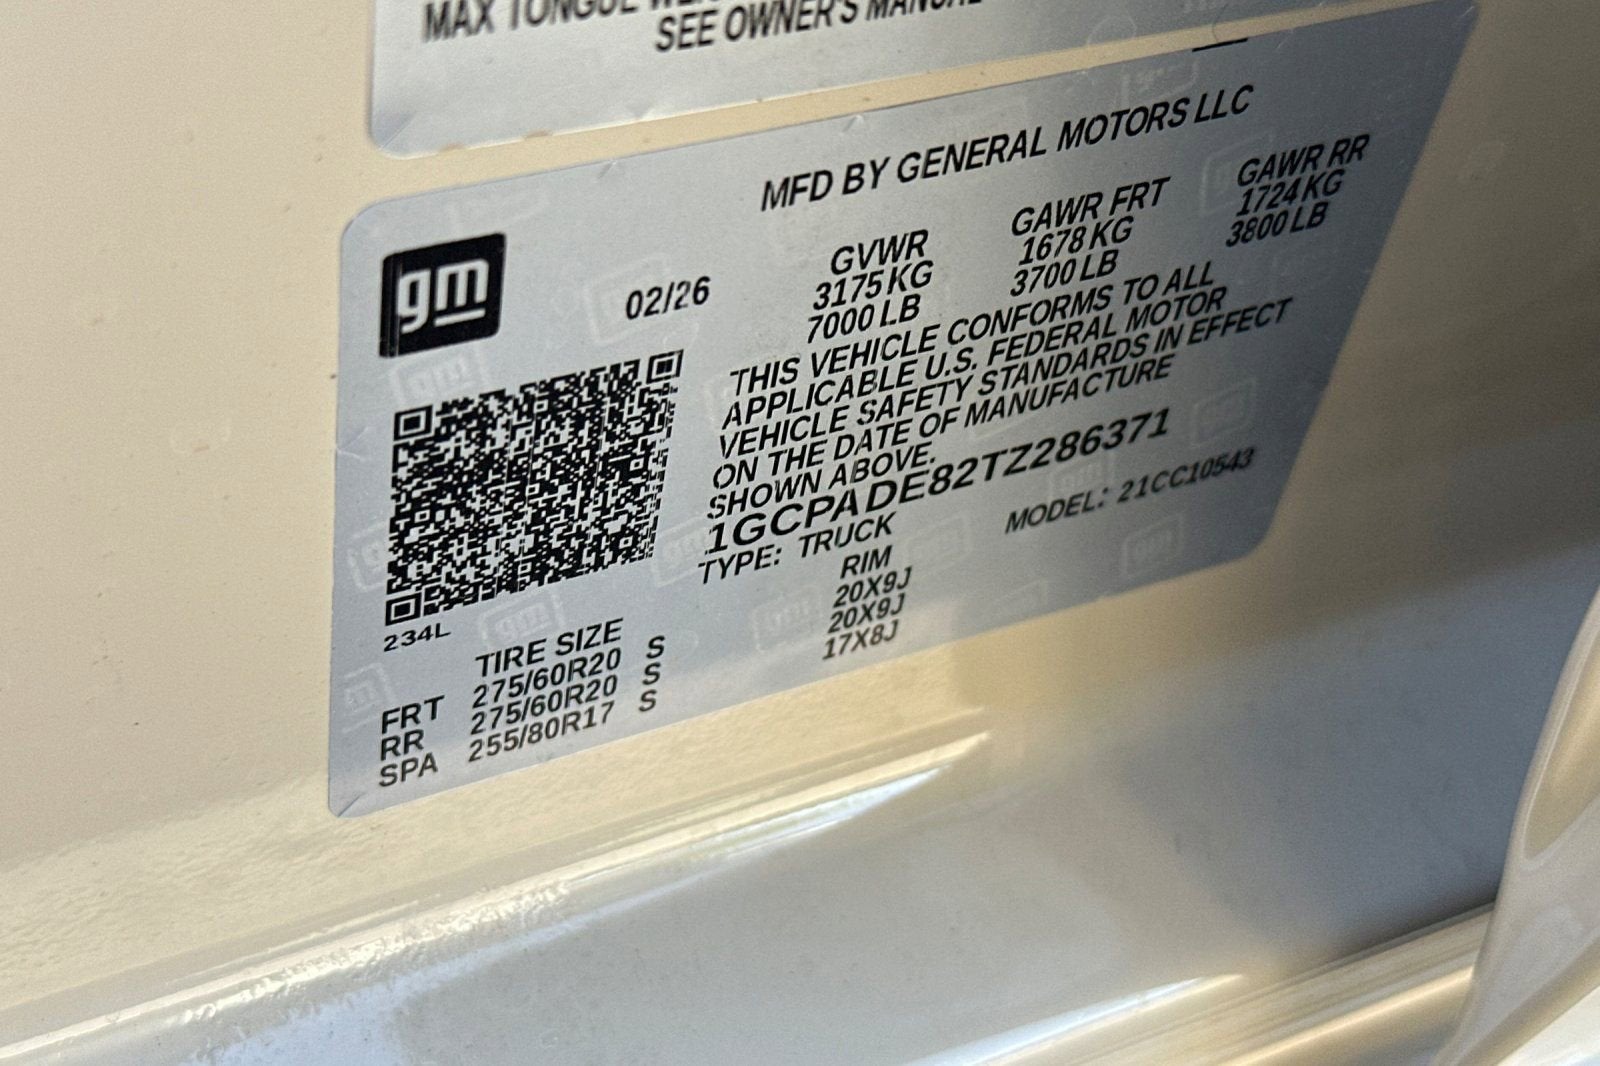 MAX TONGUE
SEE OWNER'S MANUAL
MFD BY GENERAL MOTORS LLC
gm
02/26
GVWR GAWR FRT GAWR RR
3175 KG 1678 KG 1724 KG
7000 LB 3700 LB 3800 LB
THIS VEHICLE CONFORMS TO ALL
APPLICABLE U.S. FEDERAL MOTOR
VEHICLE SAFETY STANDARDS IN EFFECT
ON THE DATE OF MANUFACTURE
SHOWN ABOVE.
1GCPADE82TZ286371
TYPE: TRUCK MODEL: 21CC10543
234L
TIRE SIZE RIM
FRT 275/60R20 S 20X9J
RR 275/60R20 S 20X9J
SPA 255/80R17 S 17X8J